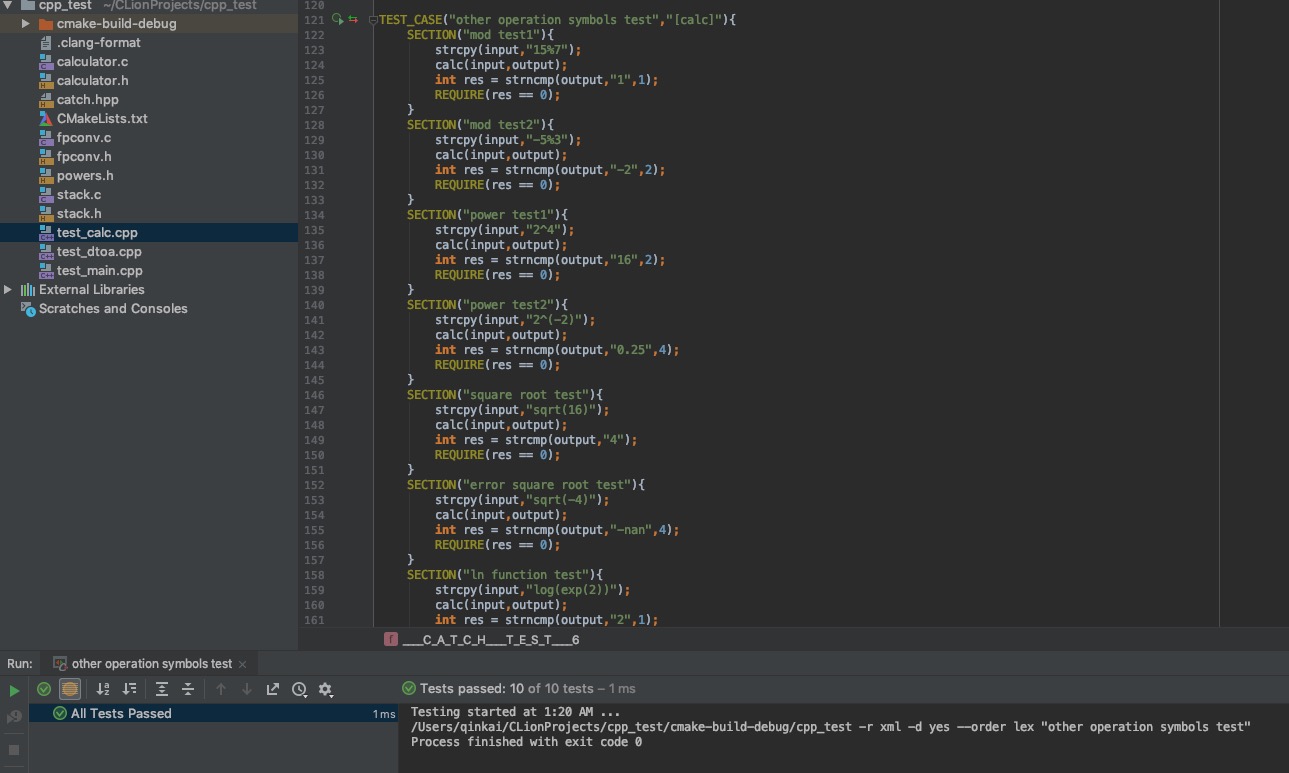 cpp_test ~/CLionProjects/cpp_test
cmake-build-debug
.clang-format
calculator.c
calculator.h
catch.hpp
CMakeLists.txt
fpconv.c
fpconv.h
powers.h
stack.c
stack.h
test_calc.cpp
test_dtoa.cpp
test_main.cpp
External Libraries
Scratches and Consoles
120
121 TEST_CASE("other operation symbols test","[calc]"){
122 SECTION("mod test1"){
123 strcpy(input,"15%7");
124 calc(input,output);
125 int res = strncmp(output,"1",1);
126 REQUIRE(res == 0);
127 }
128 SECTION("mod test2"){
129 strcpy(input,"-5%3");
130 calc(input,output);
131 int res = strncmp(output,"-2",2);
132 REQUIRE(res == 0);
133 }
134 SECTION("power test1"){
135 strcpy(input,"2^4");
136 calc(input,output);
137 int res = strncmp(output,"16",2);
138 REQUIRE(res == 0);
139 }
140 SECTION("power test2"){
141 strcpy(input,"2^(-2)");
142 calc(input,output);
143 int res = strncmp(output,"0.25",4);
144 REQUIRE(res == 0);
145 }
146 SECTION("square root test"){
147 strcpy(input,"sqrt(16)");
148 calc(input,output);
149 int res = strcmp(output,"4");
150 REQUIRE(res == 0);
151 }
152 SECTION("error square root test"){
153 strcpy(input,"sqrt(-4)");
154 calc(input,output);
155 int res = strncmp(output,"-nan",4);
156 REQUIRE(res == 0);
157 }
158 SECTION("ln function test"){
159 strcpy(input,"log(exp(2))");
160 calc(input,output);
161 int res = strncmp(output,"2",1);
f ____C_A_T_C_H____T_E_S_T____6
Run: other operation symbols test
Tests passed: 10 of 10 tests – 1 ms
All Tests Passed 1 ms
Testing started at 1:20 AM ...
/Users/qinkai/CLionProjects/cpp_test/cmake-build-debug/cpp_test -r xml -d yes --order lex "other operation symbols test"
Process finished with exit code 0